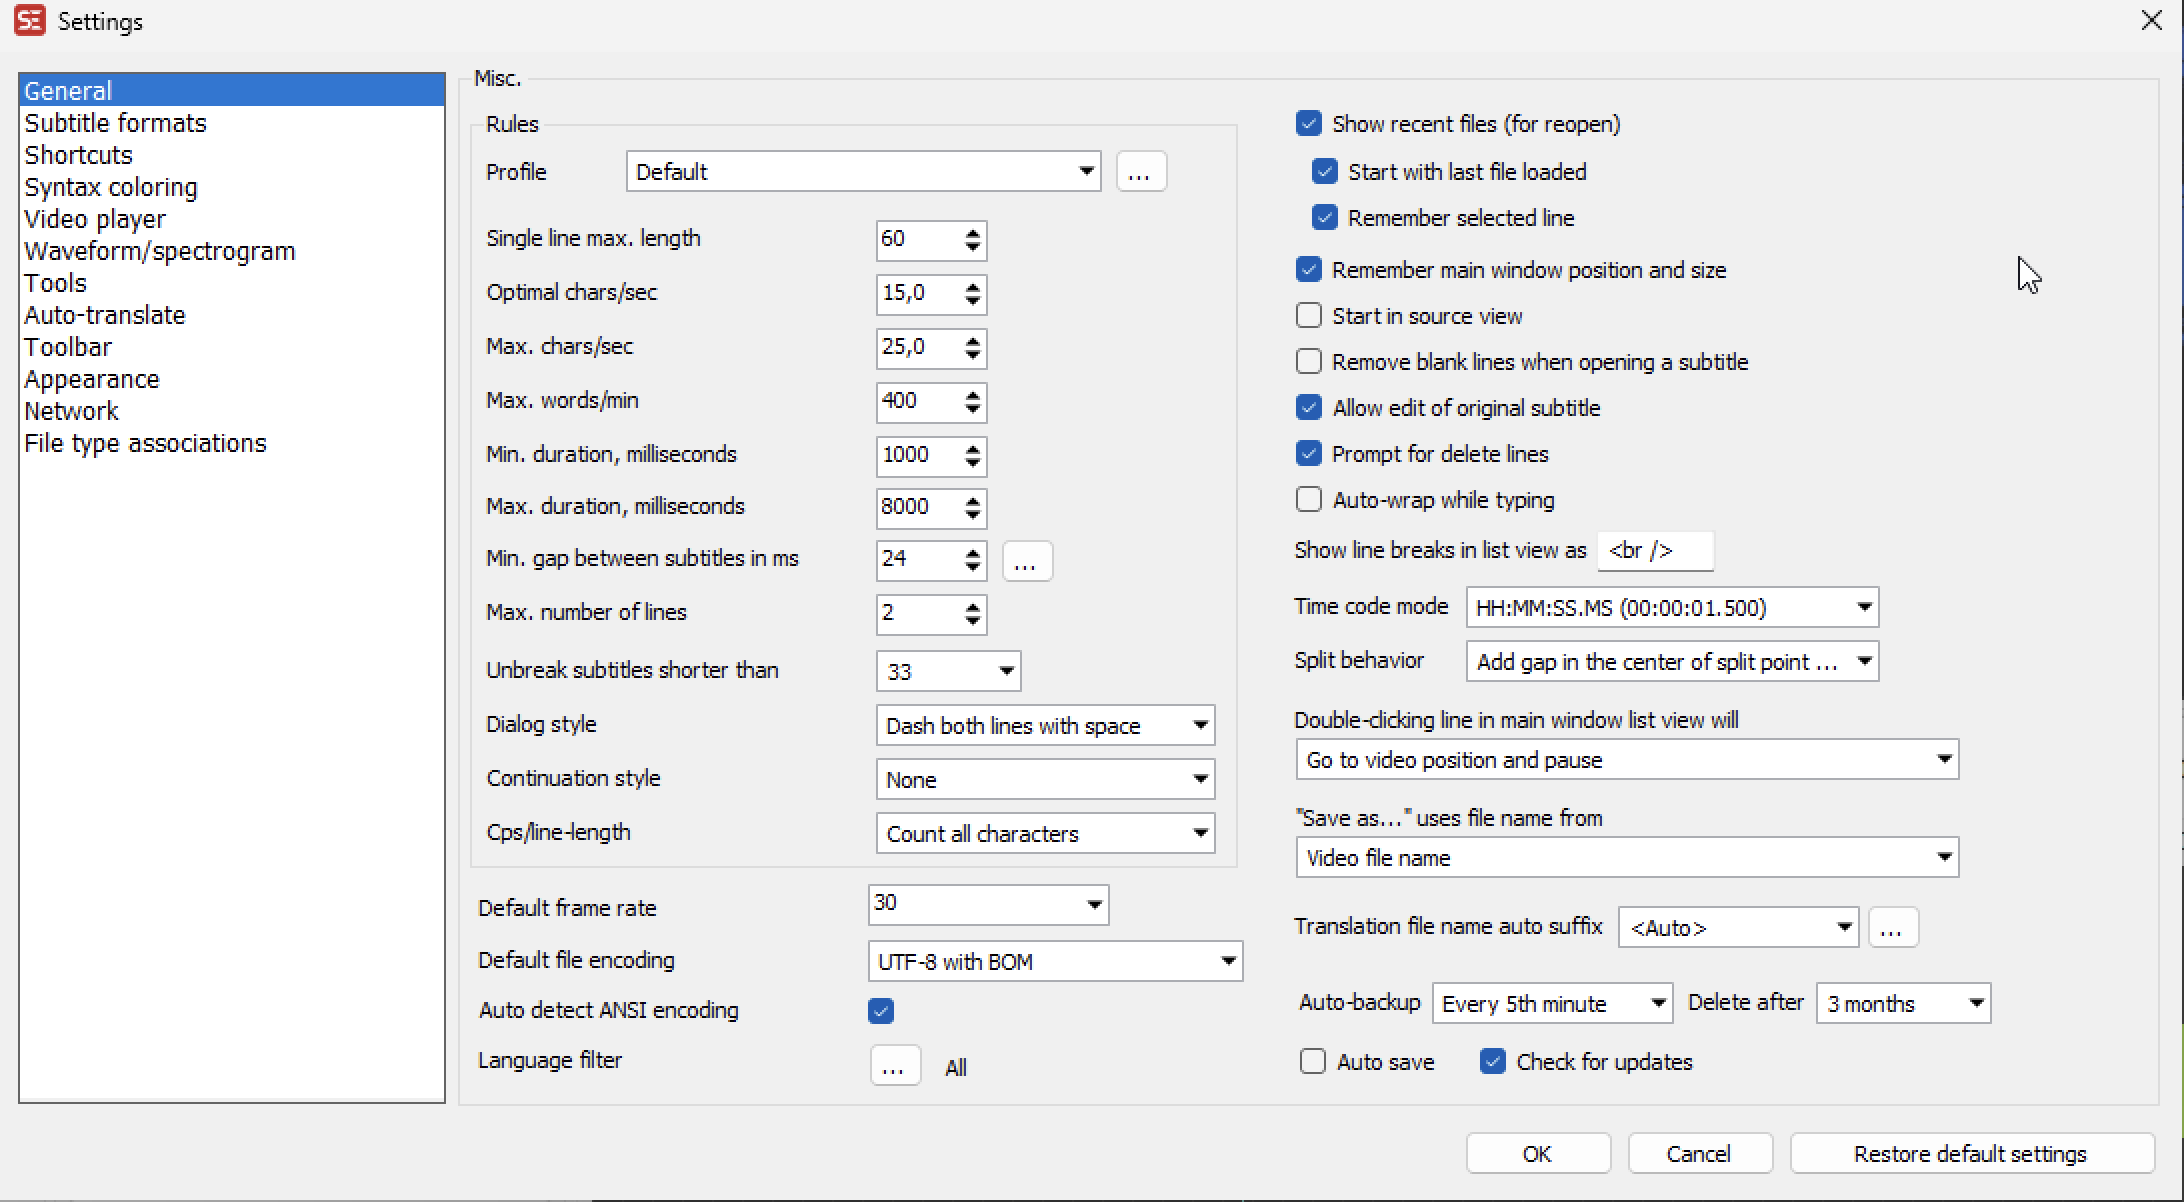 SE Settings
General
Subtitle formats
Shortcuts
Syntax coloring
Video player
Waveform/spectrogram
Tools
Auto-translate
Toolbar
Appearance
Network
File type associations
Misc.
Rules
Profile Default ...
Single line max. length 60
Optimal chars/sec 15,0
Max. chars/sec 25,0
Max. words/min 400
Min. duration, milliseconds 1000
Max. duration, milliseconds 8000
Min. gap between subtitles in ms 24 ...
Max. number of lines 2
Unbreak subtitles shorter than 33
Dialog style Dash both lines with space
Continuation style None
Cps/line-length Count all characters
Default frame rate 30
Default file encoding UTF-8 with BOM
Auto detect ANSI encoding
Language filter ... All
Show recent files (for reopen)
Start with last file loaded
Remember selected line
Remember main window position and size
Start in source view
Remove blank lines when opening a subtitle
Allow edit of original subtitle
Prompt for delete lines
Auto-wrap while typing
Show line breaks in list view as <br />
Time code mode HH:MM:SS.MS (00:00:01.500)
Split behavior Add gap in the center of split point ...
Double-clicking line in main window list view will
Go to video position and pause
"Save as..." uses file name from
Video file name
Translation file name auto suffix <Auto> ...
Auto-backup Every 5th minute Delete after 3 months
Auto save Check for updates
OK Cancel Restore default settings